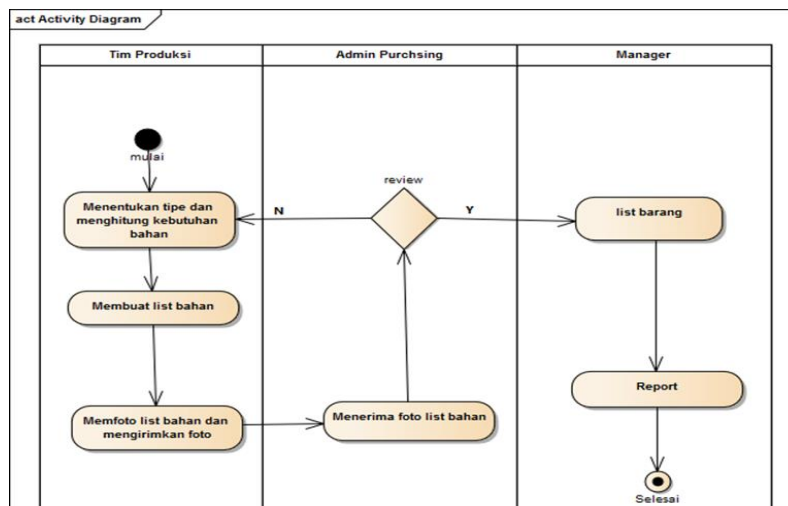 act Activity Diagram
Tim Produksi
Admin Purchsing
Manager
mulai
Menentukan tipe dan
menghitung kebutuhan
bahan
Membuat list bahan
Memfoto list bahan dan
mengirimkan foto
Menerima foto list bahan
review
N
Y
list barang
Report
Selesai